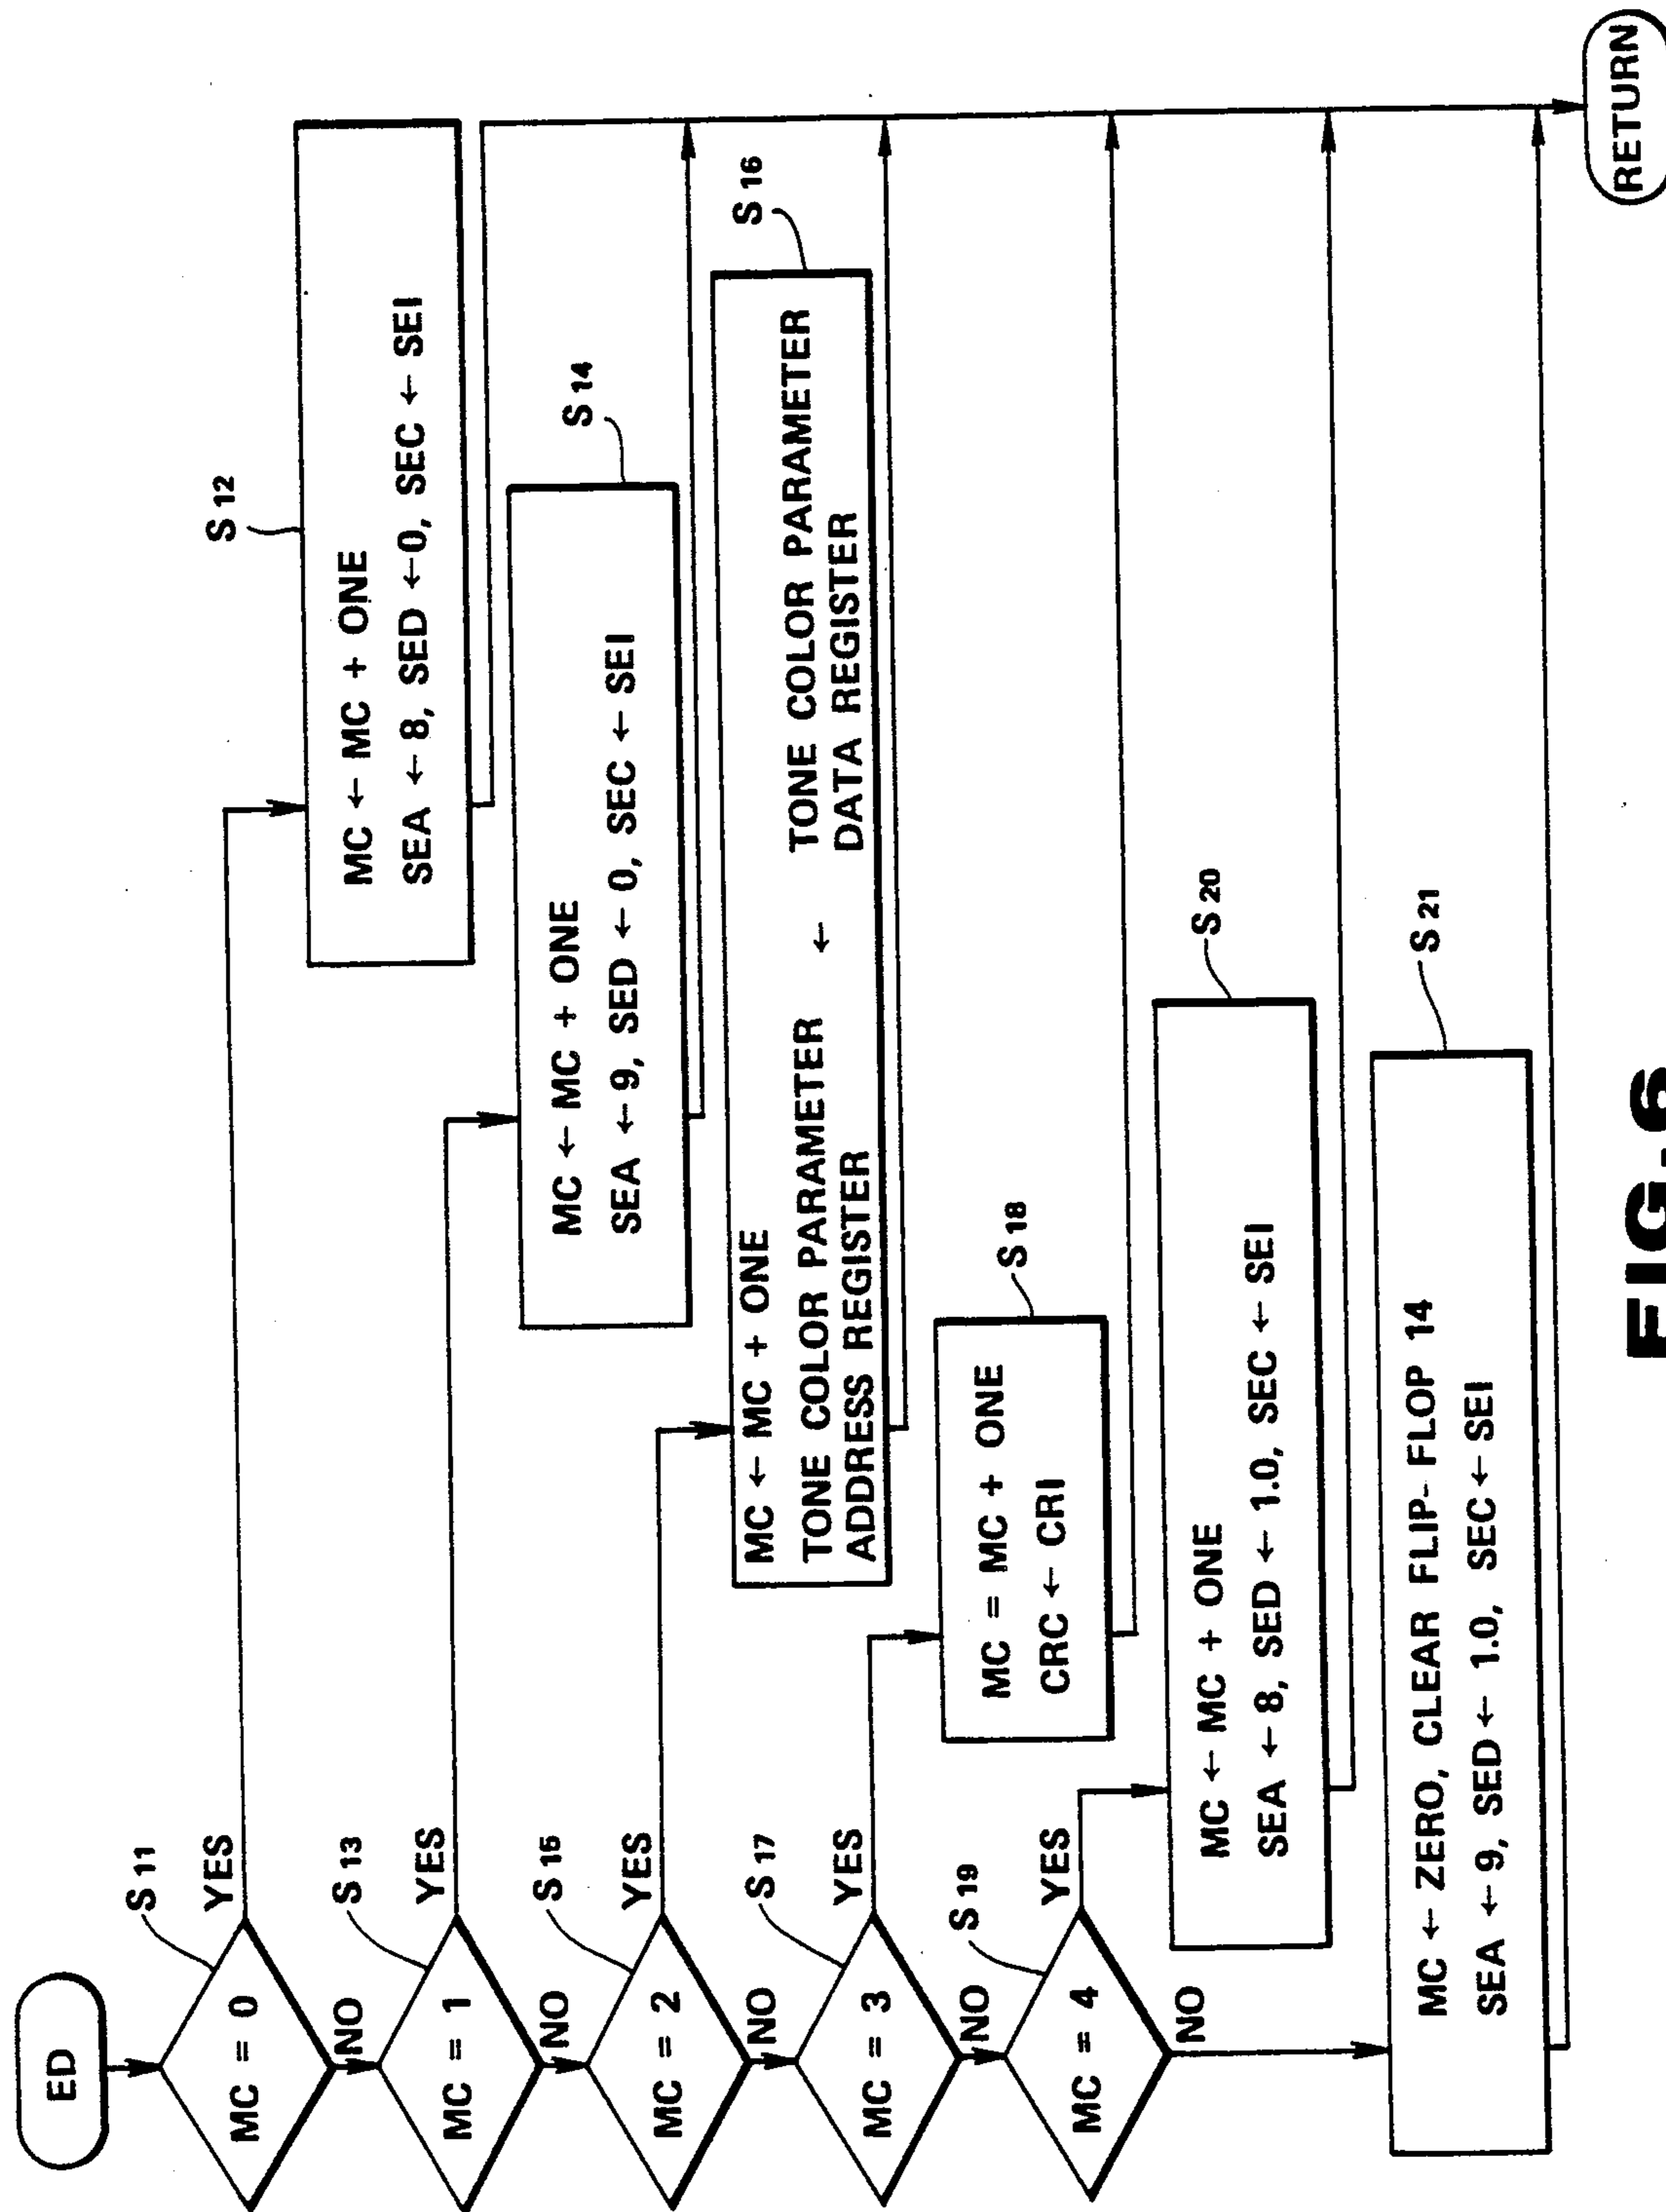 ED
S11
MC = 0
YES
NO
S12
MC ← MC + ONE
SEA ← 8, SED ← 0, SEC ← SEI
S13
MC = 1
YES
NO
S14
MC ← MC + ONE
SEA ← 9, SED ← 0, SEC ← SEI
S15
MC = 2
YES
NO
S16
MC ← MC + ONE
TONE COLOR PARAMETER ← TONE COLOR PARAMETER
ADDRESS REGISTER DATA REGISTER
S17
MC = 3
YES
NO
S18
MC = MC + ONE
CRC ← CRI
S19
MC = 4
YES
NO
S20
MC ← MC + ONE
SEA ← 8, SED ← 1.0, SEC ← SEI
S21
MC ← ZERO, CLEAR FLIP-FLOP 14
SEA ← 9, SED ← 1.0, SEC ← SEI
RETURN
FIG.6